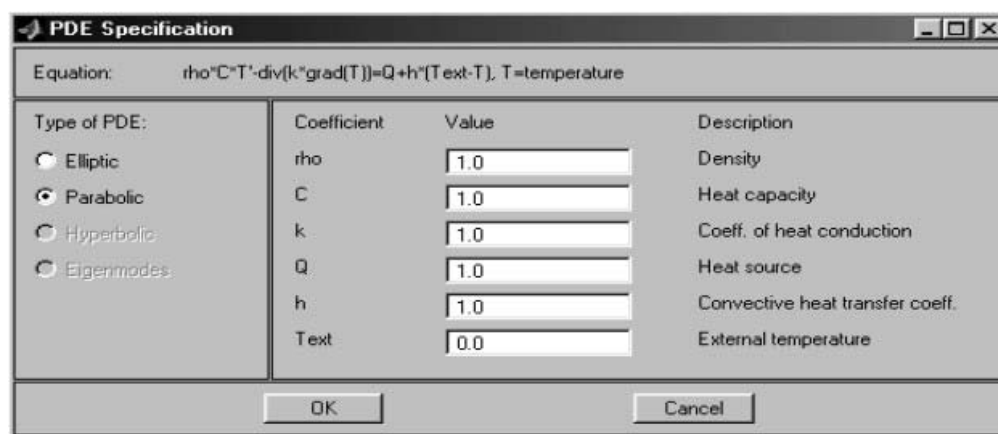 PDE Specification
Equation: rho*C*T'-div(k*grad(T))=Q+h*(Text-T), T=temperature
Type of PDE:
Elliptic
Parabolic
Hyperbolic
Eigenmodes
Coefficient Value Description
rho 1.0 Density
C 1.0 Heat capacity
k 1.0 Coeff. of heat conduction
Q 1.0 Heat source
h 1.0 Convective heat transfer coeff.
Text 0.0 External temperature
OK Cancel